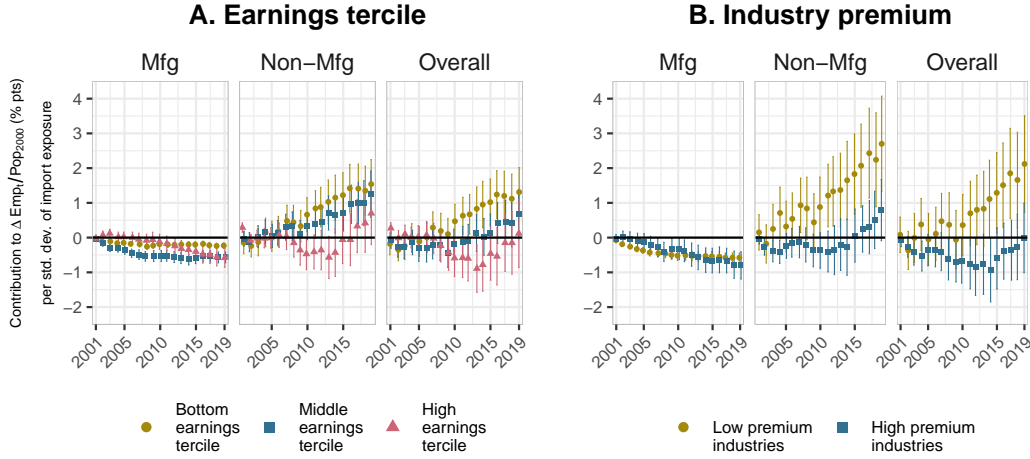 A. Earnings tercile
B. Industry premium
Mfg
Non−Mfg
Overall
Mfg
Non−Mfg
Overall
Contribution to Δ Empₜ/Pop₂₀₀₀ (% pts)
per std. dev. of import exposure
4
3
2
1
0
−1
−2
4
3
2
1
0
−1
−2
2001
2005
2010
2015
2019
2001
2005
2010
2015
2001
2005
2010
2015
2019
2001
2005
2010
2015
2019
2001
2005
2010
2015
2001
2005
2010
2015
2019
Bottom
earnings
tercile
Middle
earnings
tercile
High
earnings
tercile
Low premium
industries
High premium
industries